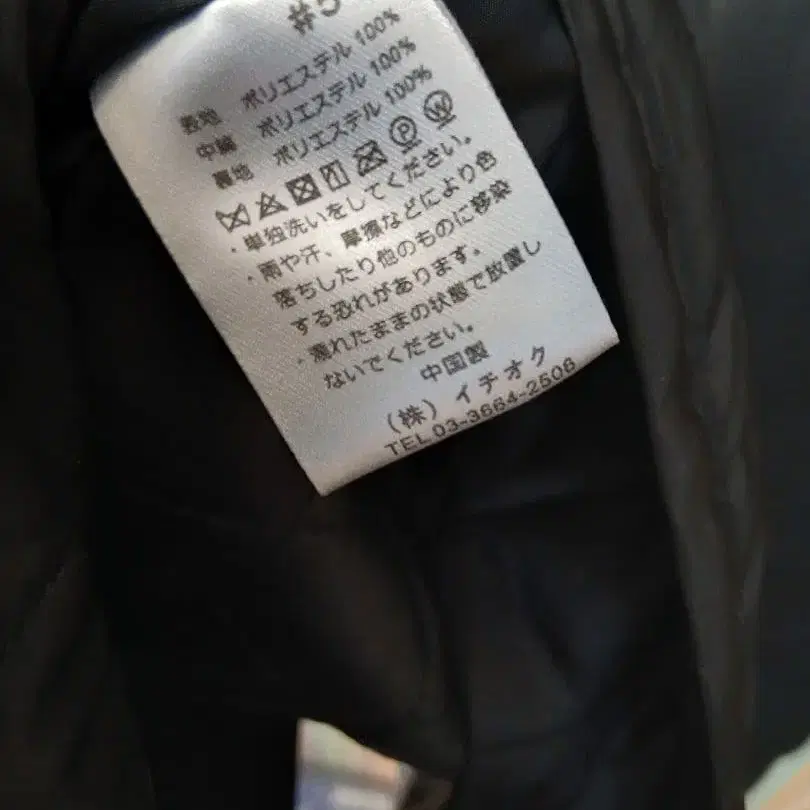 #5
表地 ポリエステル 100%
中綿 ポリエステル 100%
裏地 ポリエステル 100%
P W
・単独洗いをしてください。
・雨や汗、摩擦などにより色
落ちしたり他のものに移染
する恐れがあります。
・濡れたままの状態で放置し
ないでください。
中国製
(株) イチオク
TEL 03-3664-2506